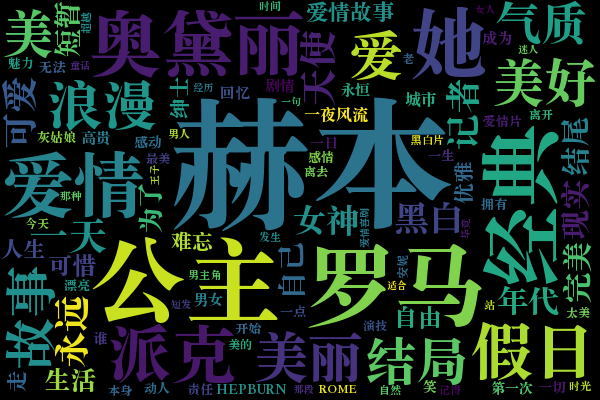 美
短暂
超越
奥黛丽
时间
天使
爱情故事
爱
她
女人
气质
成为
迷人
魅力
无法
童话
可爱
浪漫
绅士
经历
回忆
剧情
永恒
老
城市
记者
美好
一句
一夜风流
黑白片
爱情片
离开
灰姑娘
高贵
感动
男人
赫本
一日
感情
离去
一生
优雅
经典
结尾
爱情
最美
王子
那种
为了
女神
爱情喜剧
黑白
毕竟
拥有
现实
今天
一天
难忘
发生
自己
人生
可惜
公主
罗马
安妮
完美
漂亮
男主角
适合
故事
永远
短发
男女
一点
自由
站
年代
太美
谁
派克
开始
美的
美丽
演技
结局
假日
走
生活
本身
动人
责任
HEPBURN
那段
ROME
自然
笑
记得
第一次
一切
时光